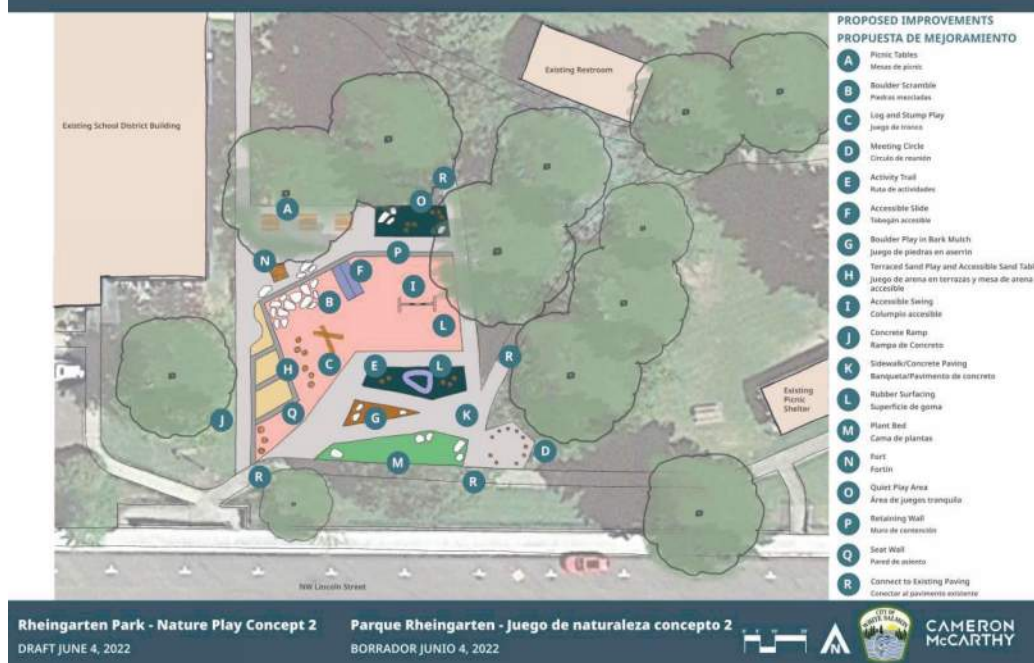 PROPOSED IMPROVEMENTS
PROPUESTA DE MEJORAMIENTO
A
Picnic Tables
Mesas de picnic
B
Boulder Scramble
Piedras mezcladas
C
Log and Stump Play
Juego de tronco
D
Meeting Circle
Círculo de reunión
E
Activity Trail
Ruta de actividades
F
Accessible Slide
Tobogán accesible
G
Boulder Play in Bark Mulch
Juego de piedras en aserrín
H
Terraced Sand Play and Accessible Sand Tabl
Juego de arena en terrazas y mesa de arena
accesible
I
Accessible Swing
Columpio accesible
J
Concrete Ramp
Rampa de Concreto
K
Sidewalk/Concrete Paving
Banqueta/Pavimento de concreto
L
Rubber Surfacing
Superficie de goma
M
Plant Bed
Cama de plantas
N
Fort
Fortín
O
Quiet Play Area
Área de juegos tranquila
P
Retaining Wall
Muro de contención
Q
Seat Wall
Pared de asiento
R
Connect to Existing Paving
Conectar al pavimento existente
Existing Restroom
Existing School District Building
R
A
O
P
N
F
I
B
L
R
C
E
L
H
G
K
Q
J
D
M
R
R
Existing
Picnic
Shelter
NW Lincoln Street
Rheingarten Park - Nature Play Concept 2
DRAFT JUNE 4, 2022
Parque Rheingarten - Juego de naturaleza concepto 2
BORRADOR JUNIO 4, 2022
N
CITY OF
WHITE SALMON
CAMERON
McCARTHY